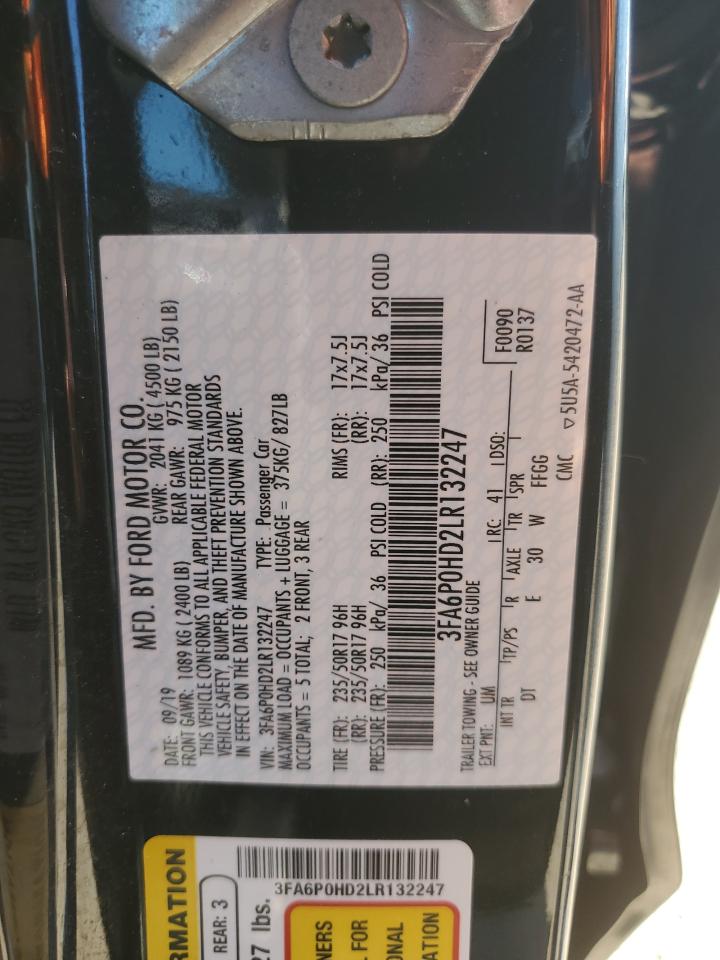 MFD. BY FORD MOTOR CO.
DATE: 09/19 GVWR: 2041 KG ( 4500 LB)
FRONT GAWR: 1089 KG ( 2400 LB) REAR GAWR: 975 KG ( 2150 LB)
THIS VEHICLE CONFORMS TO ALL APPLICABLE FEDERAL MOTOR
VEHICLE SAFETY, BUMPER, AND THEFT PREVENTION STANDARDS
IN EFFECT ON THE DATE OF MANUFACTURE SHOWN ABOVE.
VIN: 3FA6P0HD2LR132247 TYPE: Passenger Car
MAXIMUM LOAD = OCCUPANTS + LUGGAGE = 375KG/ 827LB
OCCUPANTS = 5 TOTAL; 2 FRONT, 3 REAR
TIRE (FR): 235/50R17 96H RIMS (FR): 17x7.5J
(RR): 235/50R17 96H (RR): 17x7.5J
PRESSURE (FR): 250 kPa/ 36 PSI COLD (RR): 250 kPa/ 36 PSI COLD
3FA6P0HD2LR132247
TRAILER TOWING - SEE OWNER GUIDE
EXT PNT: UM RC: 41 DSO: F0090
R0137
INT TR TP/PS R AXLE TR SPR
DT E 30 W FFGG
CMC ▽5U5A-5420472-AA
RMATION
REAR: 3
3FA6P0HD2LR132247
27 lbs.
NERS
L FOR
ONAL
ATION